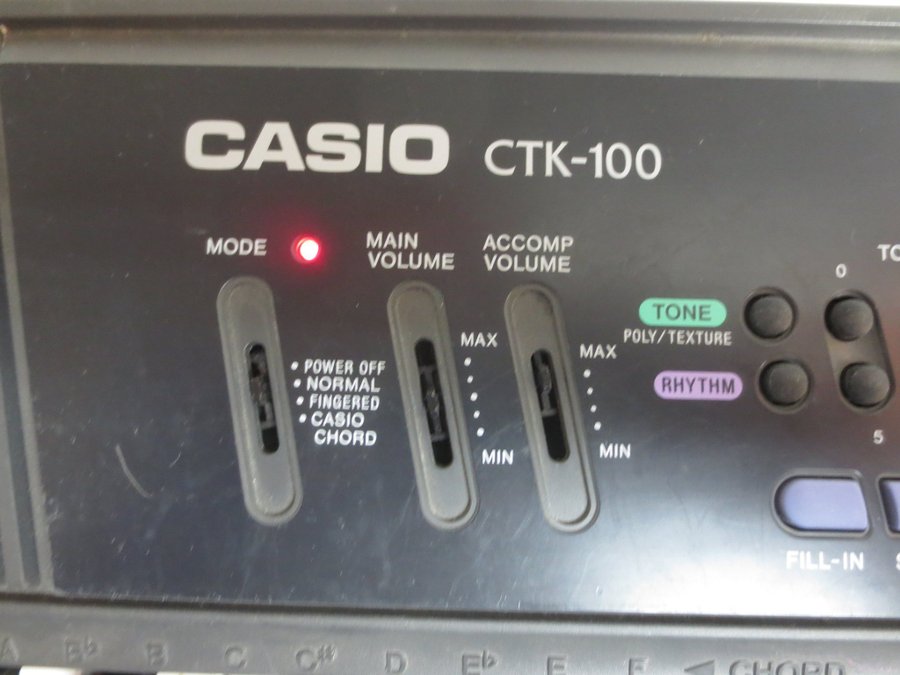 CASIO CTK-100
MODE
MAIN
VOLUME
ACCOMP
VOLUME
• POWER OFF
• NORMAL
• FINGERED
• CASIO
CHORD
MAX
MIN
MAX
MIN
TONE
POLY/TEXTURE
RHYTHM
0
5
FILL-IN
A B♭ B C C# D E♭ E F ◄ CHORD